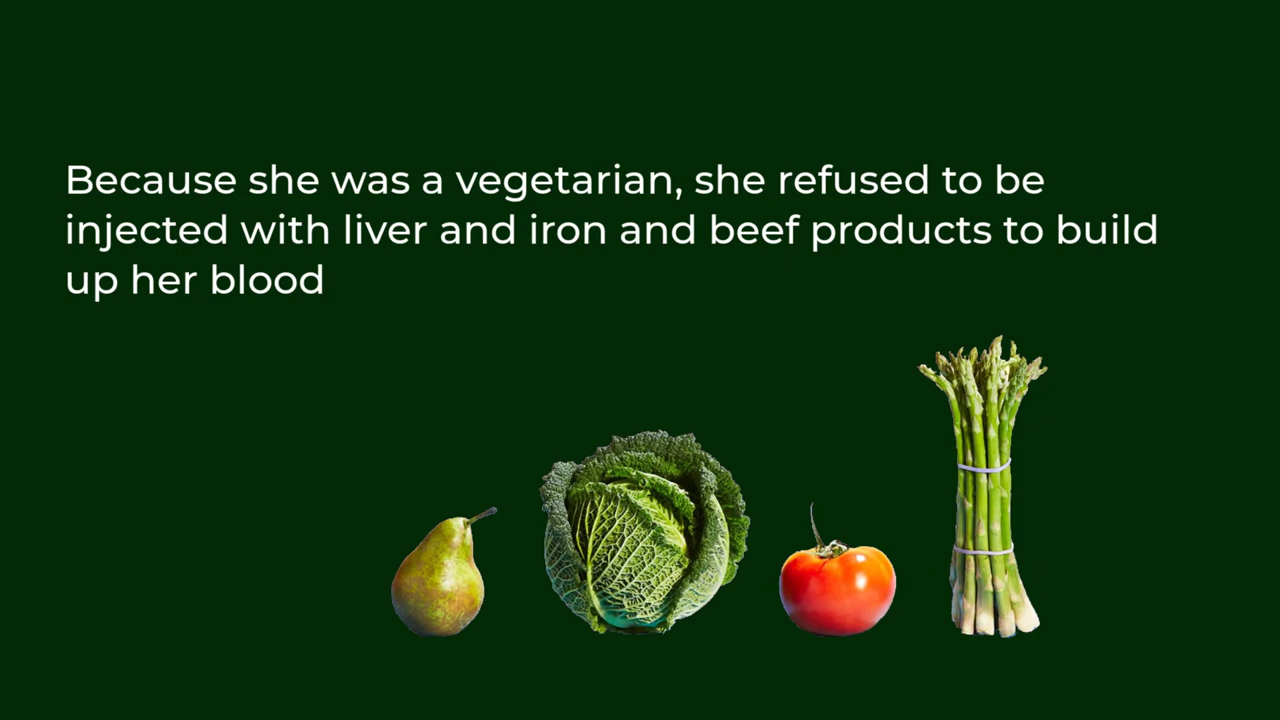 Because she was a vegetarian, she refused to be
injected with liver and iron and beef products to build
up her blood